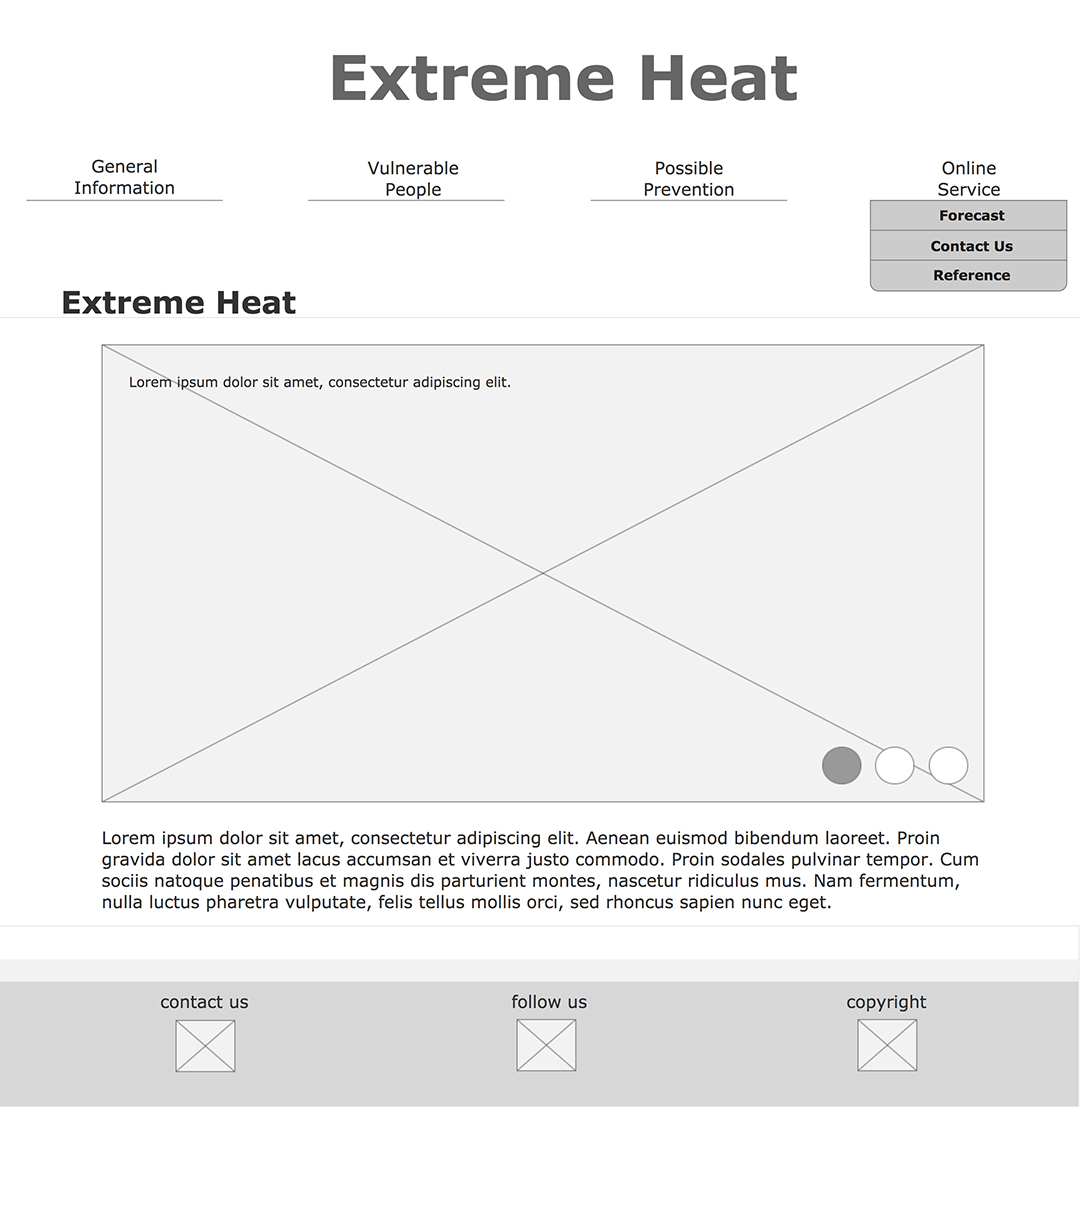 Extreme Heat
General
Information
Vulnerable
People
Possible
Prevention
Online
Service
Forecast
Contact Us
Reference
Extreme Heat
Lorem ipsum dolor sit amet, consectetur adipiscing elit.
Lorem ipsum dolor sit amet, consectetur adipiscing elit. Aenean euismod bibendum laoreet. Proin
gravida dolor sit amet lacus accumsan et viverra justo commodo. Proin sodales pulvinar tempor. Cum
sociis natoque penatibus et magnis dis parturient montes, nascetur ridiculus mus. Nam fermentum,
nulla luctus pharetra vulputate, felis tellus mollis orci, sed rhoncus sapien nunc eget.
contact us
follow us
copyright